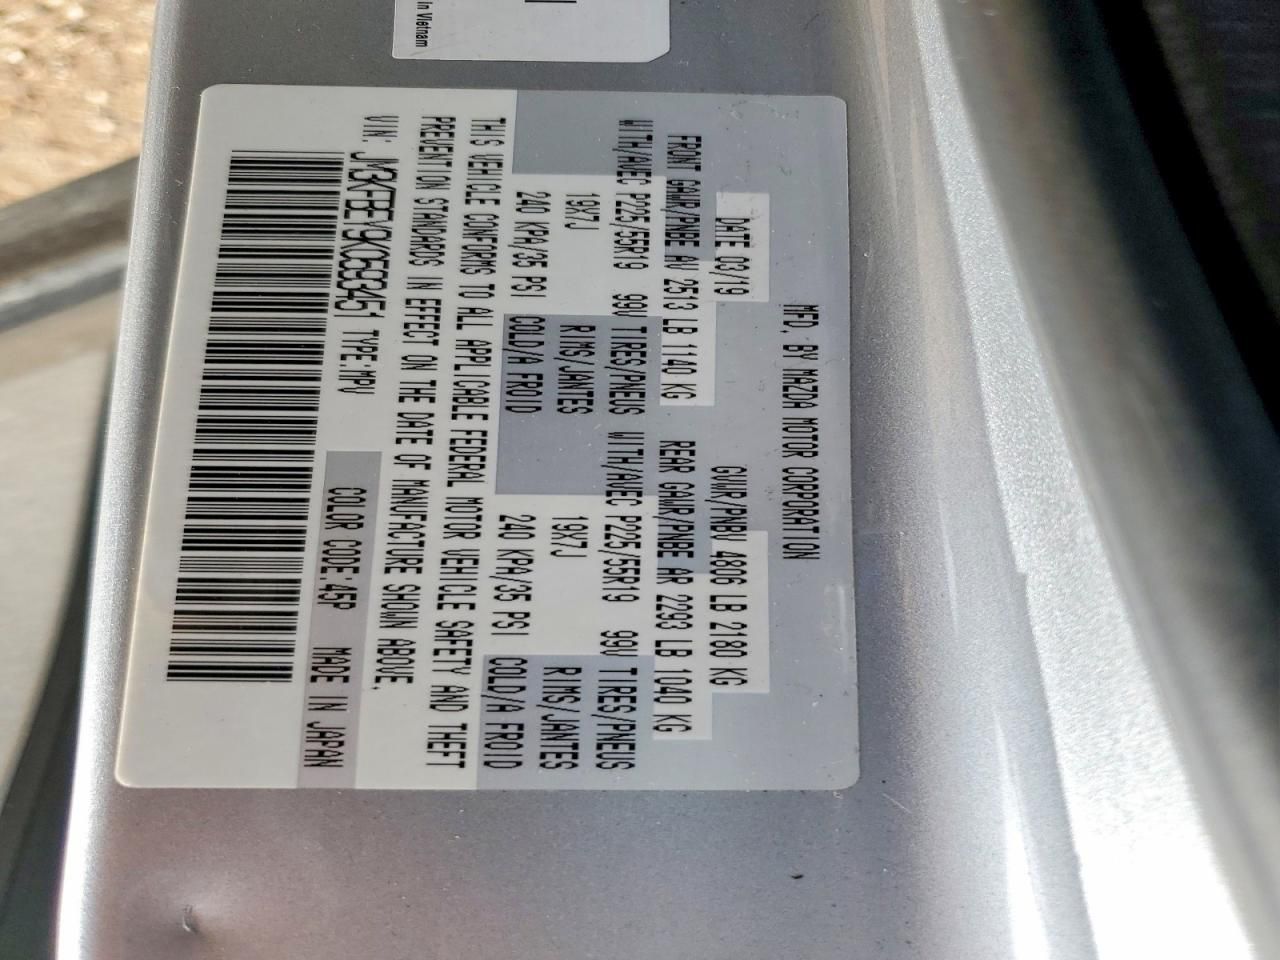 In Vietnam
MFD. BY MAZDA MOTOR CORPORATION
DATE 03/19
GVWR/PNBV 4806 LB 2180 KG
FRONT GAWR/PNBE AV 2513 LB 1140 KG REAR GAWR/PNBE AR 2293 LB 1040 KG
WITH/AVEC P225/55R19 99V TIRES/PNEUS WITH/AVEC P225/55R19 99V TIRES/PNEUS
19X7J RIMS/JANTES 19X7J RIMS/JANTES
240 KPA/35 PSI COLD/A FROID 240 KPA/35 PSI COLD/A FROID
THIS VEHICLE CONFORMS TO ALL APPLICABLE FEDERAL MOTOR VEHICLE SAFETY AND THEFT
PREVENTION STANDARDS IN EFFECT ON THE DATE OF MANUFACTURE SHOWN ABOVE.
VIN: JM3KFBEY9K0593451 TYPE:MPV
COLOR CODE:45P MADE IN JAPAN